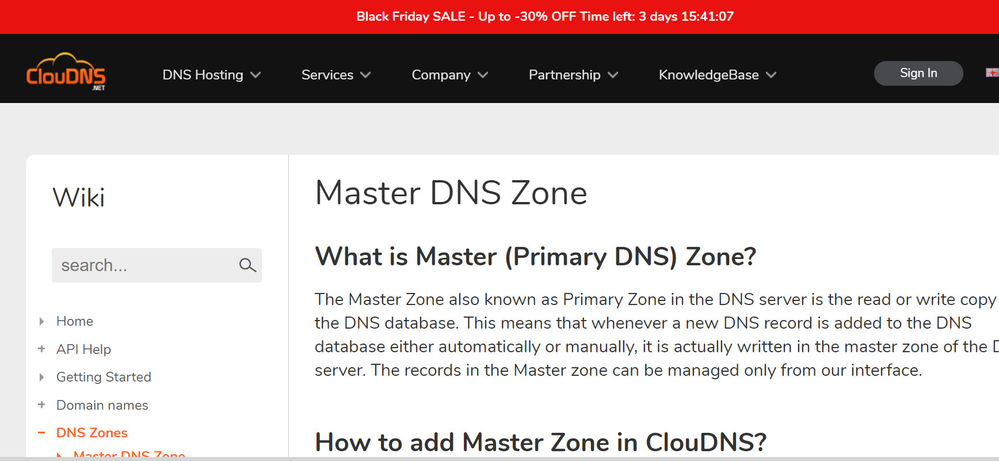 Black Friday SALE - Up to -30% OFF Time left: 3 days 15:41:07
ClouDNS
.NET
DNS Hosting
Services
Company
Partnership
KnowledgeBase
Sign In
Wiki
search...
Home
API Help
Getting Started
Domain names
DNS Zones
Master DNS Zone
Master DNS Zone
What is Master (Primary DNS) Zone?
The Master Zone also known as Primary Zone in the DNS server is the read or write copy
the DNS database. This means that whenever a new DNS record is added to the DNS
database either automatically or manually, it is actually written in the master zone of the
server. The records in the Master zone can be managed only from our interface.
How to add Master Zone in ClouDNS?